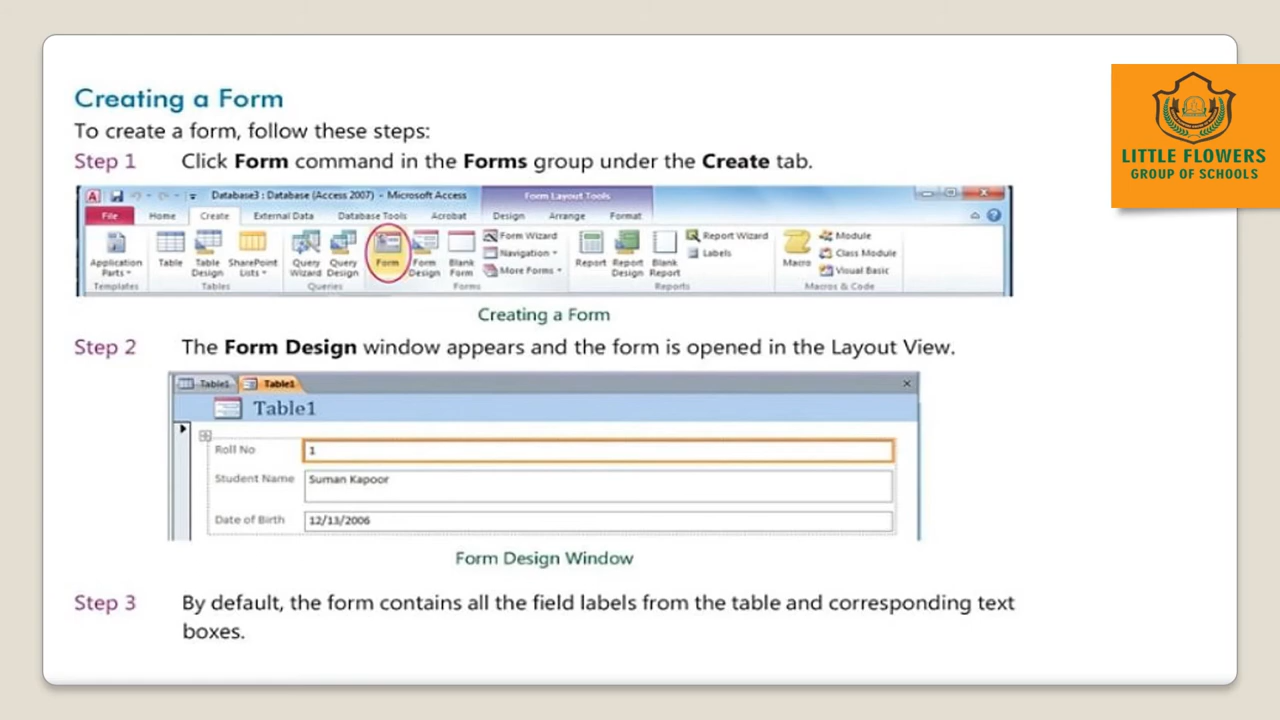 Creating a Form
To create a form, follow these steps:
LITTLE FLOWERS
GROUP OF SCHOOLS
Step 1 Click Form command in the Forms group under the Create tab.
Database3 : Database (Access 2007) - Microsoft Access Form Layout Tools
File Home Create External Data Database Tools Acrobat Design Arrange Format
Application Parts Table Table Design SharePoint Lists Query Wizard Query Design Form Form Design Blank Form Form Wizard Navigation More Forms Report Report Design Blank Report Report Wizard Labels Macro Module Class Module Visual Basic
Templates Tables Queries Forms Reports Macros & Code
Creating a Form
Step 2 The Form Design window appears and the form is opened in the Layout View.
Table1 Table1
Table1
Roll No 1
Student Name Suman Kapoor
Date of Birth 12/13/2006
Form Design Window
Step 3 By default, the form contains all the field labels from the table and corresponding text
boxes.